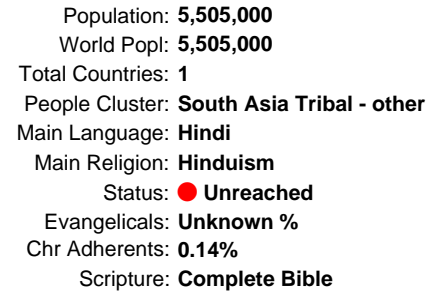 Population: 5,505,000
World Popl: 5,505,000
Total Countries: 1
People Cluster: South Asia Tribal - other
Main Language: Hindi
Main Religion: Hinduism
Status: Unreached
Evangelicals: Unknown %
Chr Adherents: 0.14%
Scripture: Complete Bible